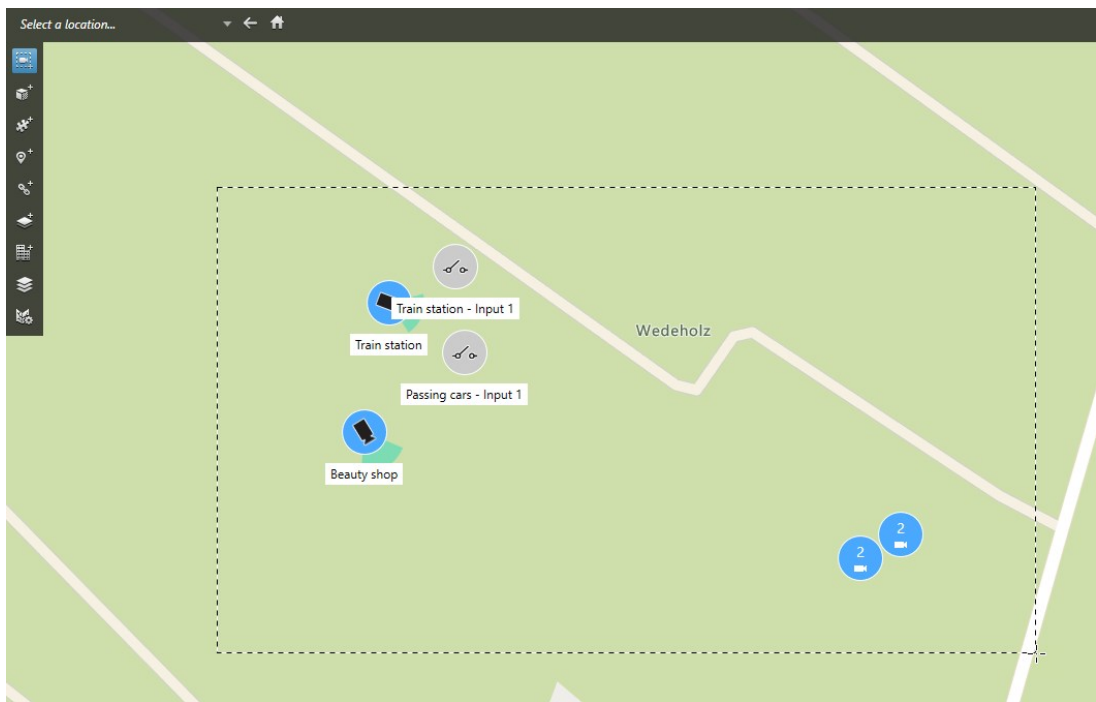 Select a location...
Train station - Input 1
Wedeholz
Train station
Passing cars - Input 1
Beauty shop
2
2